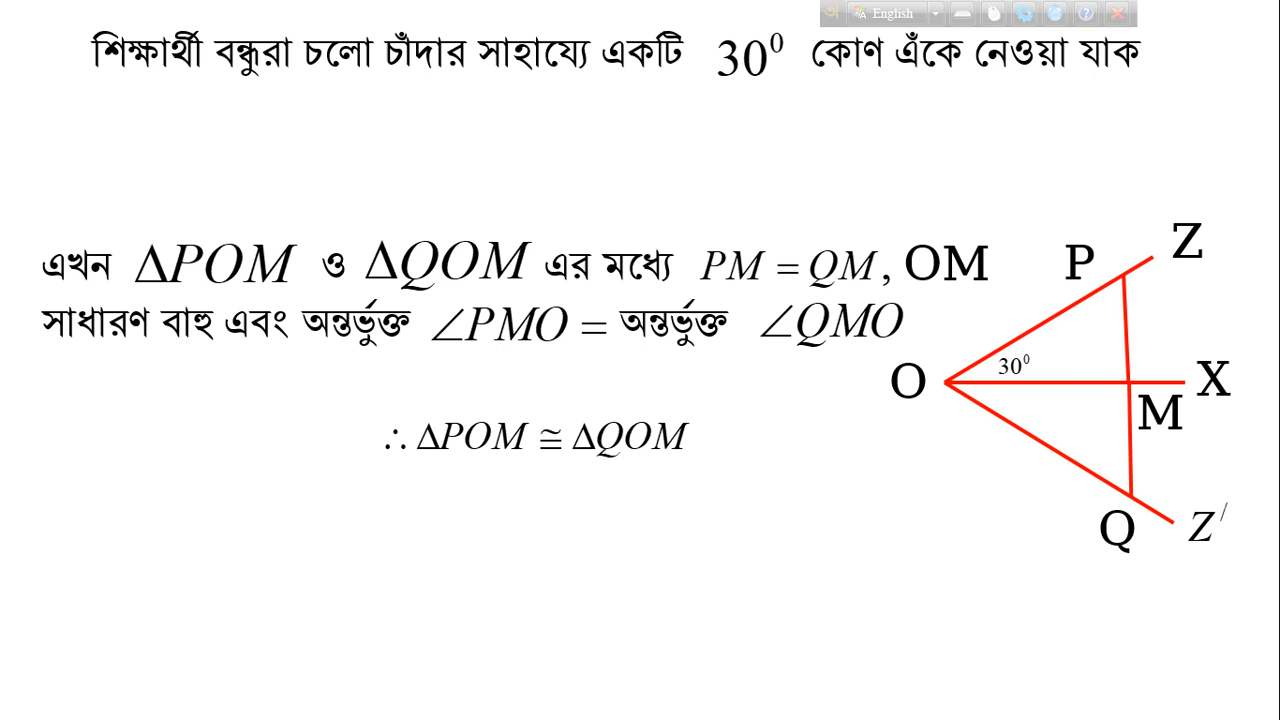 English
শিক্ষার্থী বন্ধুরা চলো চাঁদার সাহায্যে একটি 30⁰ কোণ এঁকে নেওয়া যাক
এখন ΔPOM ও ΔQOM এর মধ্যে PM = QM, OM
সাধারণ বাহু এবং অন্তর্ভুক্ত ∠PMO = অন্তর্ভুক্ত ∠QMO
∴ ΔPOM ≅ ΔQOM
P
Z
30⁰
O
X
M
Q
Z/